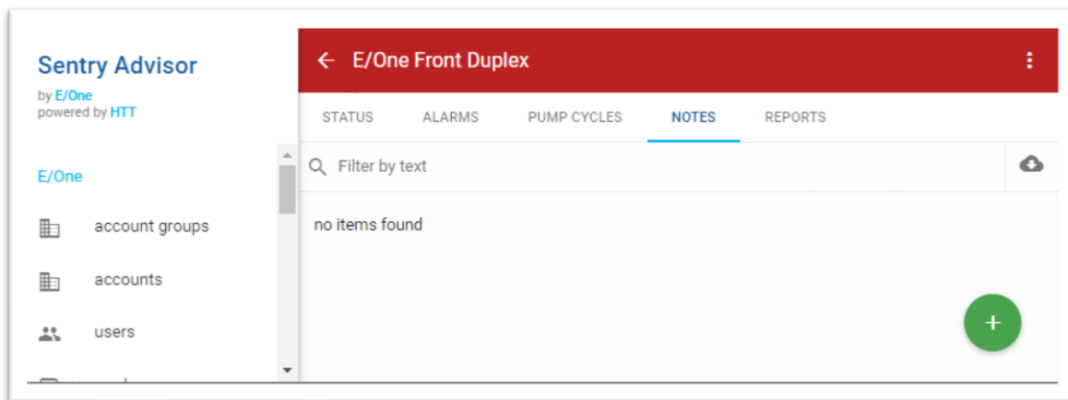 Sentry Advisor
by E/One
powered by HTT
E/One
account groups
accounts
users
← E/One Front Duplex
STATUS ALARMS PUMP CYCLES NOTES REPORTS
Filter by text
no items found
+